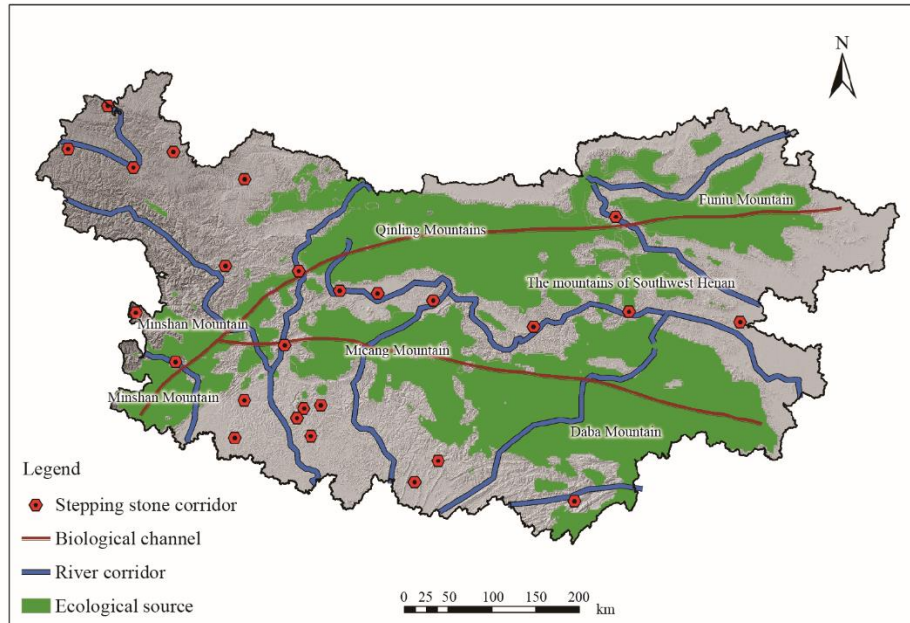 N
Funiu Mountain
Qinling Mountains
The mountains of Southwest Henan
Minshan Mountain
Micang Mountain
Minshan Mountain
Daba Mountain
Legend
Stepping stone corridor
Biological channel
River corridor
Ecological source
0 25 50 100 150 200
km